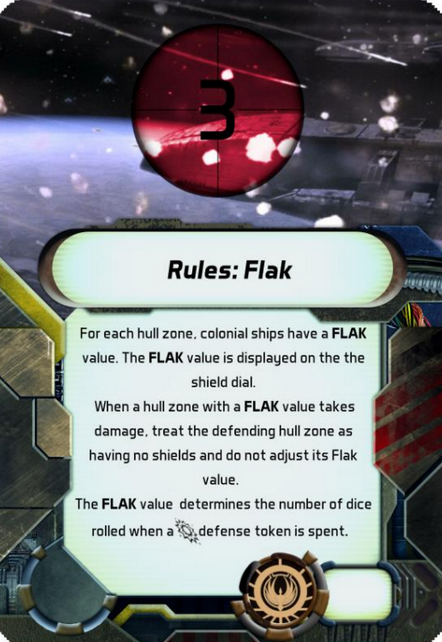 3
Rules: Flak
For each hull zone, colonial ships have a FLAK
value. The FLAK value is displayed on the the
shield dial.
When a hull zone with a FLAK value takes
damage, treat the defending hull zone as
having no shields and do not adjust its Flak
value.
The FLAK value determines the number of dice
rolled when a defense token is spent.